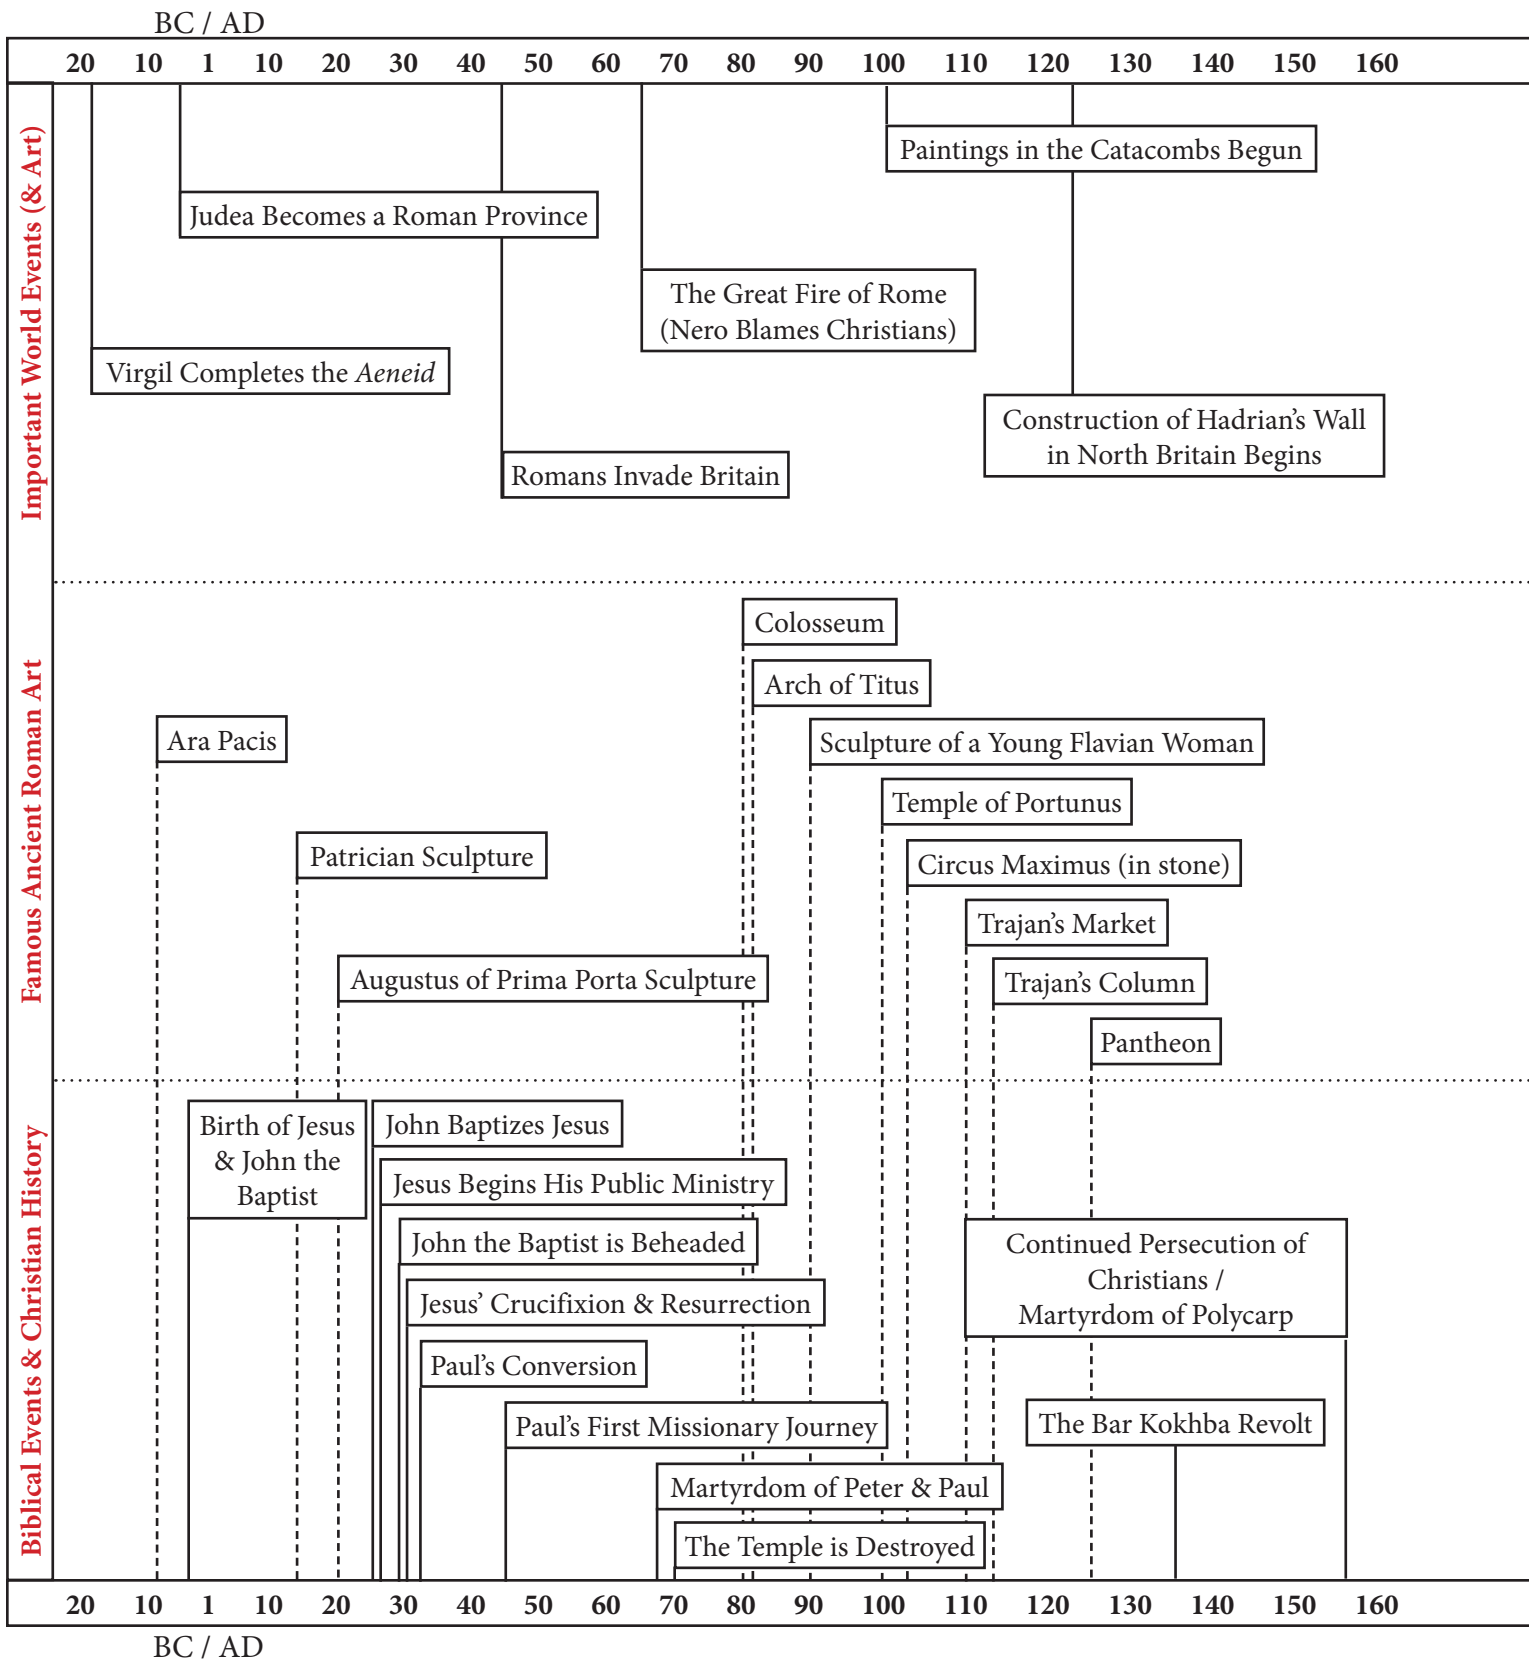 BC / AD
20 10 1 10 20 30 40 50 60 70 80 90 100 110 120 130 140 150 160
Important World Events (& Art)
Paintings in the Catacombs Begun
Judea Becomes a Roman Province
The Great Fire of Rome
(Nero Blames Christians)
Virgil Completes the Aeneid
Construction of Hadrian's Wall
in North Britain Begins
Romans Invade Britain
Famous Ancient Roman Art
Colosseum
Arch of Titus
Ara Pacis
Sculpture of a Young Flavian Woman
Temple of Portunus
Patrician Sculpture
Circus Maximus (in stone)
Trajan's Market
Augustus of Prima Porta Sculpture
Trajan's Column
Pantheon
Biblical Events & Christian History
Birth of Jesus
& John the
Baptist
John Baptizes Jesus
Jesus Begins His Public Ministry
John the Baptist is Beheaded
Continued Persecution of
Christians /
Martyrdom of Polycarp
Jesus' Crucifixion & Resurrection
Paul's Conversion
Paul's First Missionary Journey
The Bar Kokhba Revolt
Martyrdom of Peter & Paul
The Temple is Destroyed
20 10 1 10 20 30 40 50 60 70 80 90 100 110 120 130 140 150 160
BC / AD